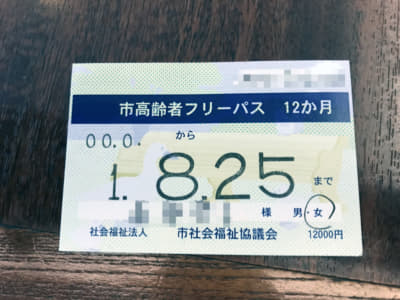 市高齢者フリーパス 12か月
00.0. から
1. 8.25 まで
様 男・女
社会福祉法人 市社会福祉協議会 12000円